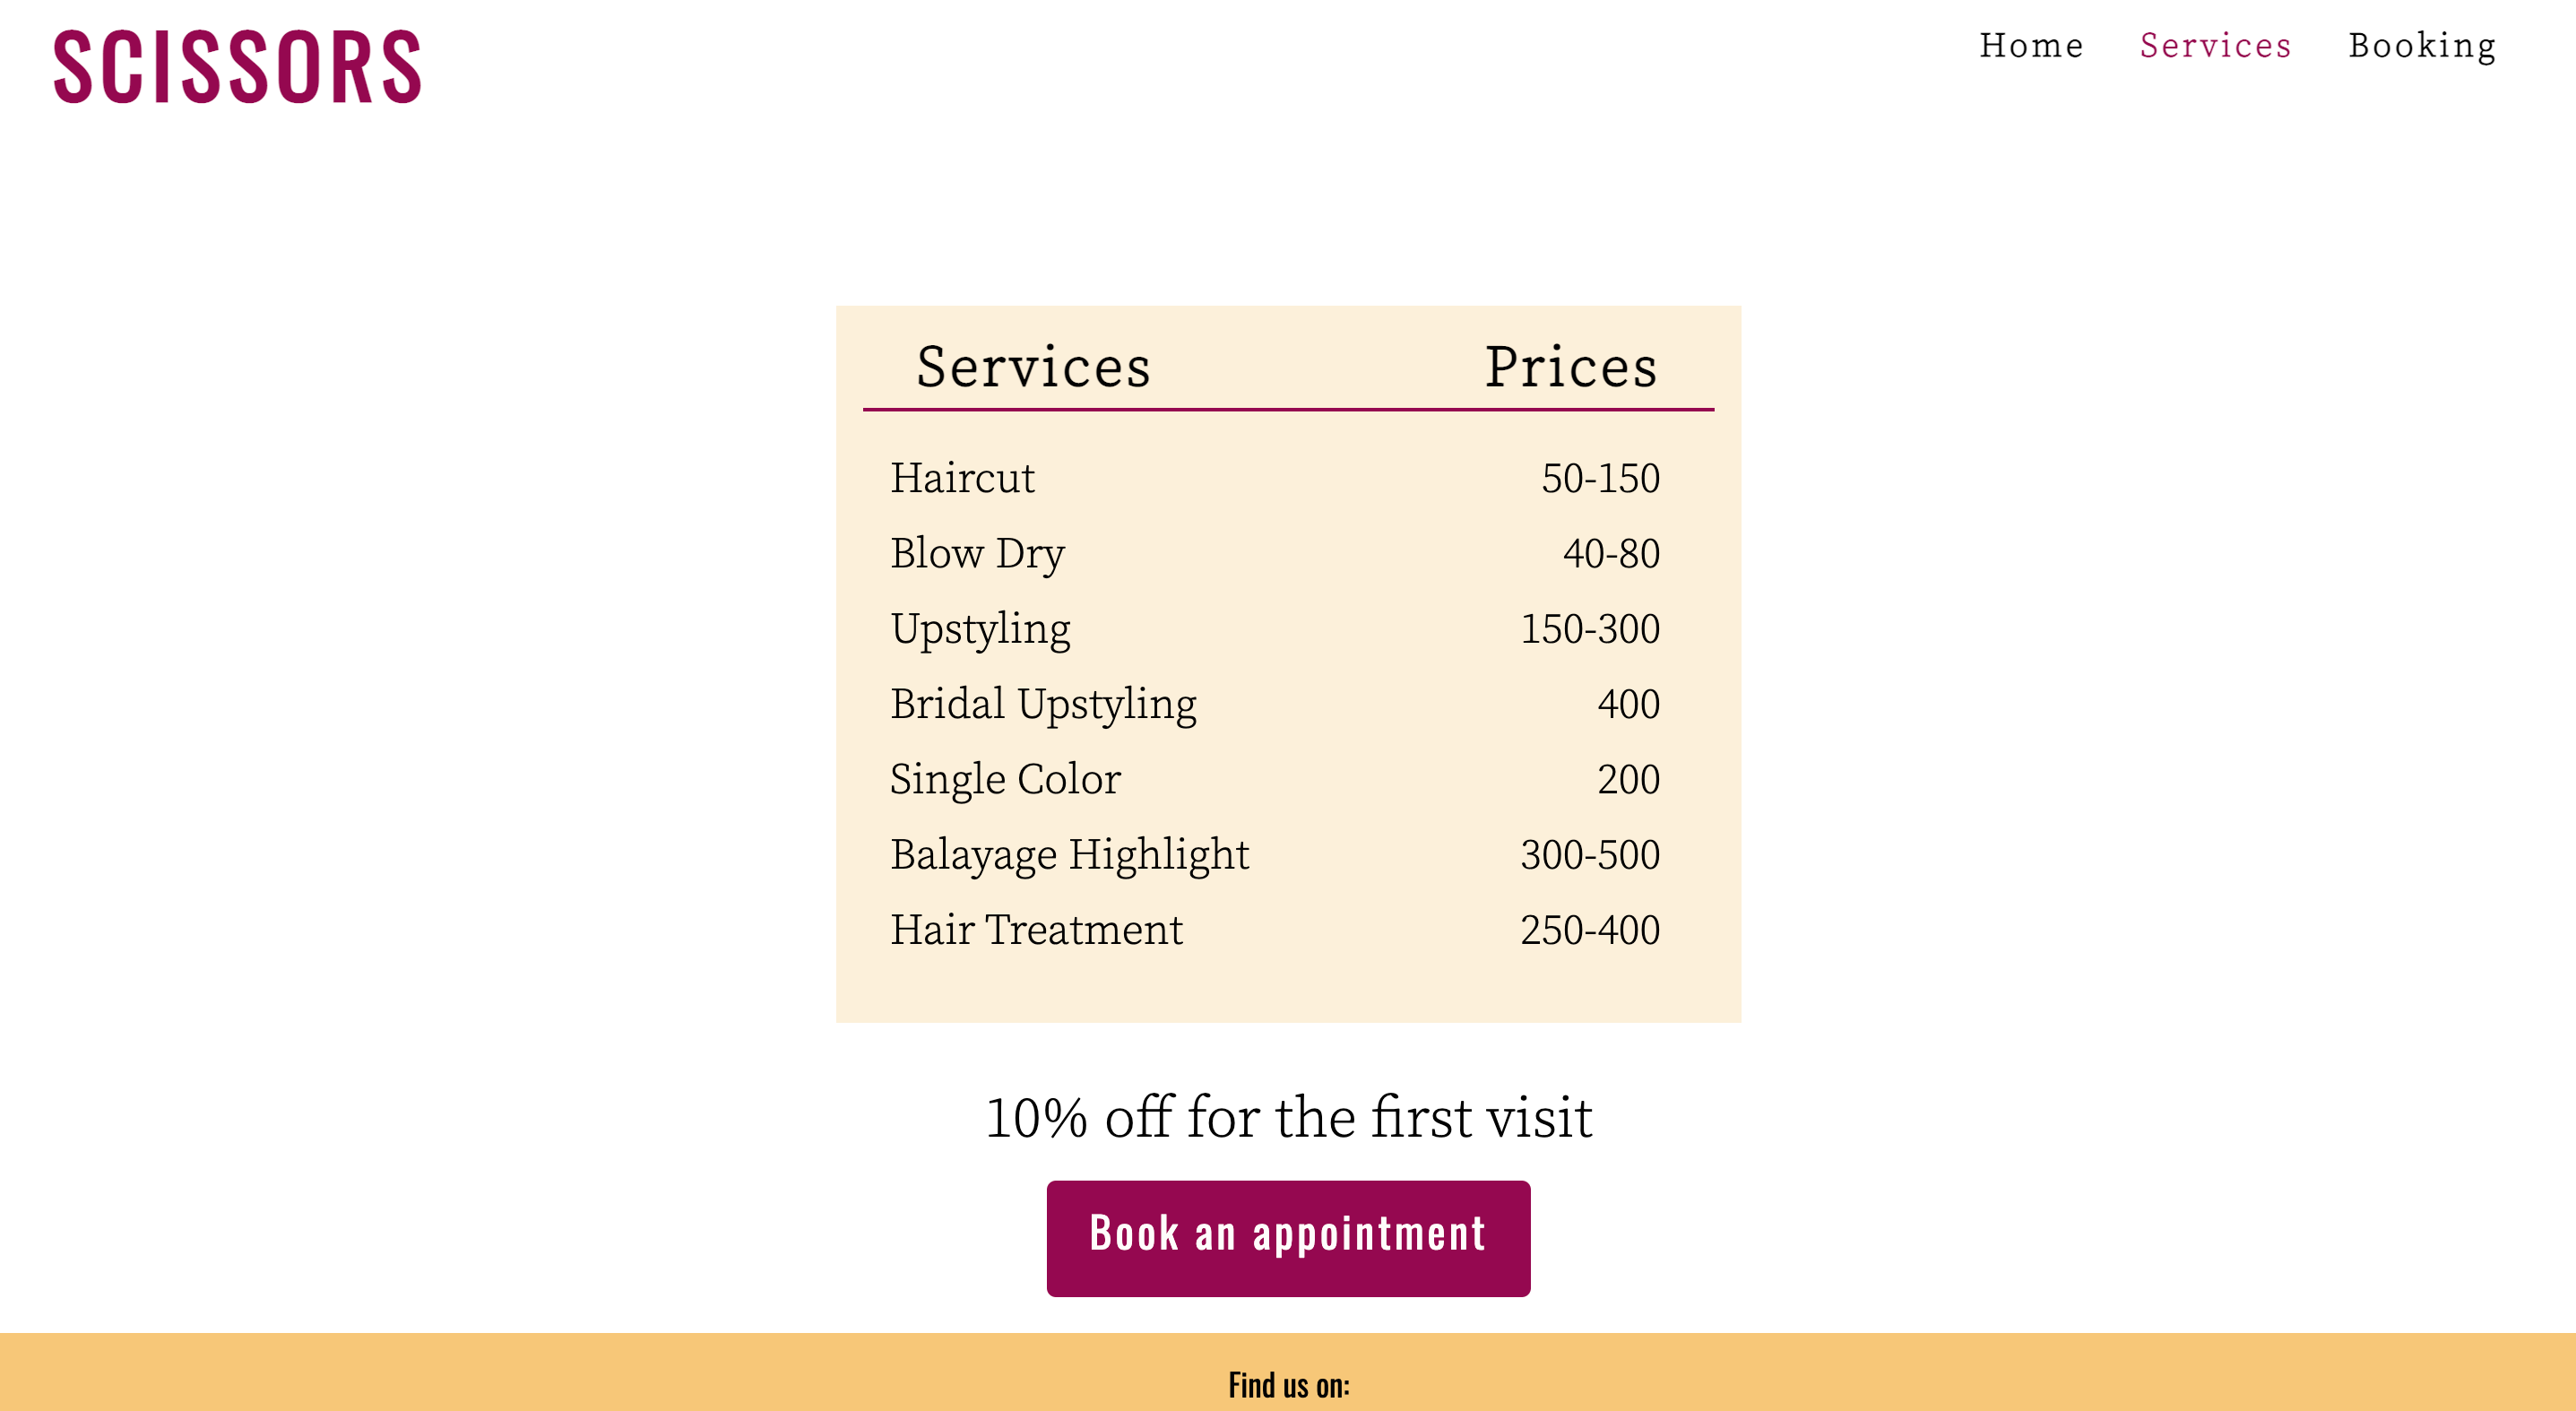 SCISSORS
Home Services Booking
Services Prices
Haircut 50-150
Blow Dry 40-80
Upstyling 150-300
Bridal Upstyling 400
Single Color 200
Balayage Highlight 300-500
Hair Treatment 250-400
10% off for the first visit
Book an appointment
Find us on: